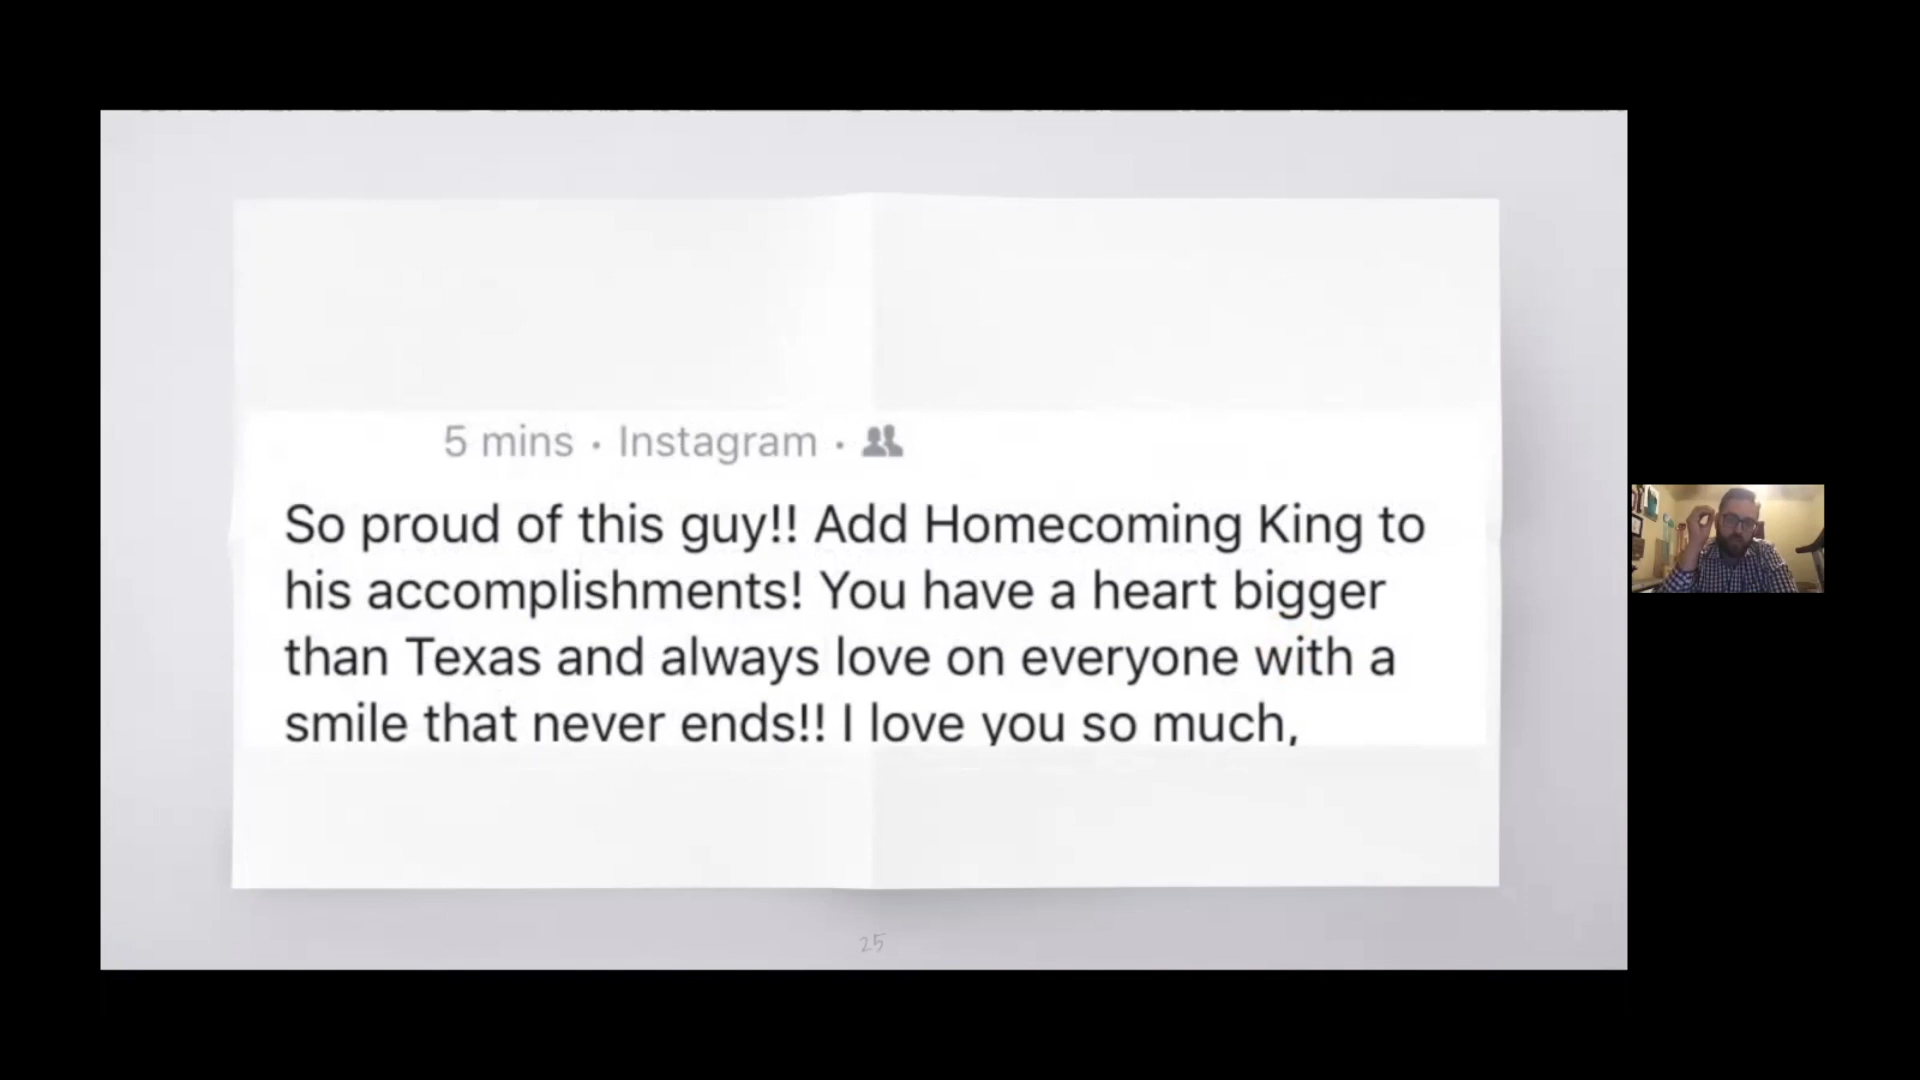 5 mins · Instagram ·
So proud of this guy!! Add Homecoming King to
his accomplishments! You have a heart bigger
than Texas and always love on everyone with a
smile that never ends!! I love you so much,
25